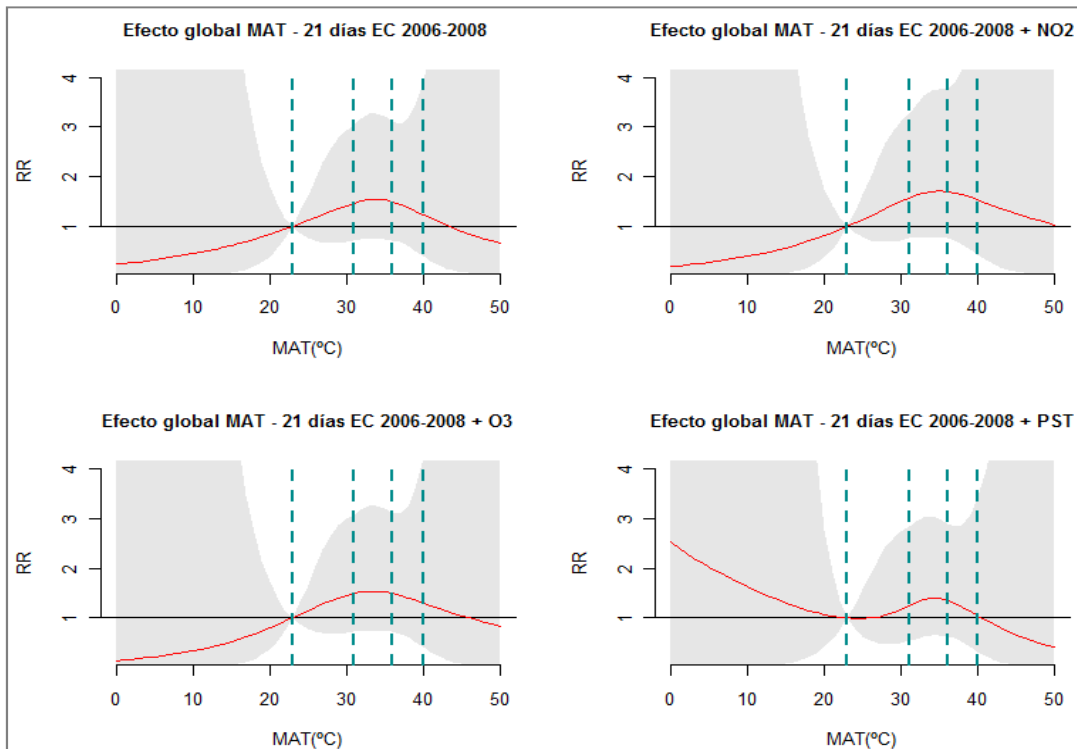 Efecto global MAT - 21 días EC 2006-2008
RR
4
3
2
1
0 10 20 30 40 50
MAT(ºC)
Efecto global MAT - 21 días EC 2006-2008 + NO2
RR
4
3
2
1
0 10 20 30 40 50
MAT(ºC)
Efecto global MAT - 21 días EC 2006-2008 + O3
RR
4
3
2
1
0 10 20 30 40 50
MAT(ºC)
Efecto global MAT - 21 días EC 2006-2008 + PST
RR
4
3
2
1
0 10 20 30 40 50
MAT(ºC)